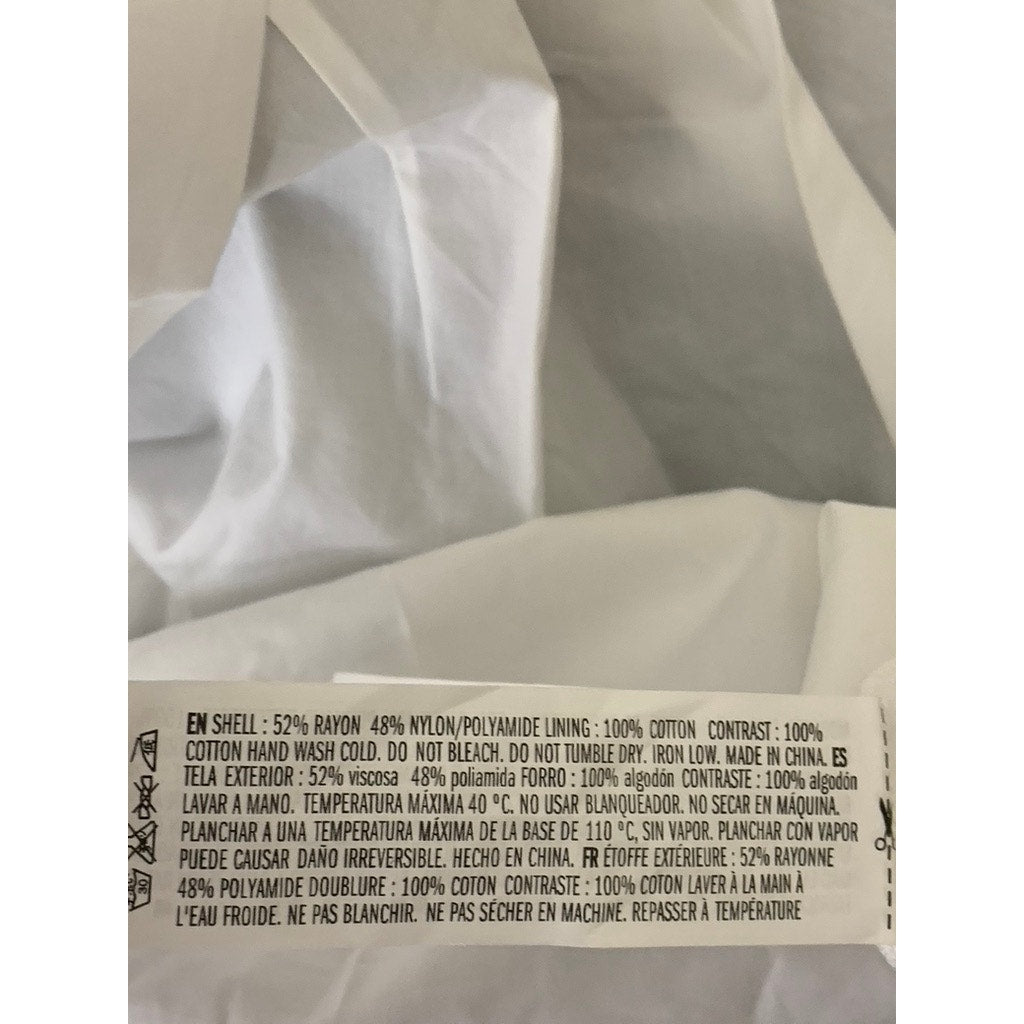 EN SHELL : 52% RAYON 48% NYLON/POLYAMIDE LINING : 100% COTTON CONTRAST : 100%
COTTON HAND WASH COLD. DO NOT BLEACH. DO NOT TUMBLE DRY. IRON LOW. MADE IN CHINA. ES
TELA EXTERIOR : 52% viscosa 48% poliamida FORRO : 100% algodón CONTRASTE : 100% algodón
LAVAR A MANO. TEMPERATURA MÁXIMA 40 °C. NO USAR BLANQUEADOR. NO SECAR EN MÁQUINA.
PLANCHAR A UNA TEMPERATURA MÁXIMA DE LA BASE DE 110 °C, SIN VAPOR. PLANCHAR CON VAPOR
PUEDE CAUSAR DAÑO IRREVERSIBLE. HECHO EN CHINA. FR ÉTOFFE EXTÉRIEURE : 52% RAYONNE
48% POLYAMIDE DOUBLURE : 100% COTON CONTRASTE : 100% COTON LAVER À LA MAIN À
L'EAU FROIDE. NE PAS BLANCHIR. NE PAS SÉCHER EN MACHINE. REPASSER À TEMPÉRATURE
30